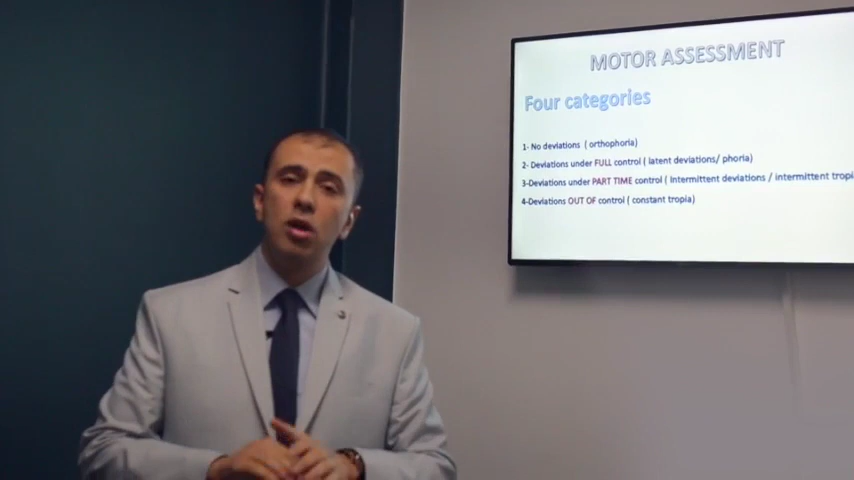 MOTOR ASSESSMENT
Four categories
1- No deviations ( orthophoria)
2- Deviations under FULL control ( latent deviations/ phoria)
3-Deviations under PART TIME control ( Intermittent deviations / intermittent tropi
4-Deviations OUT OF control ( constant tropia)